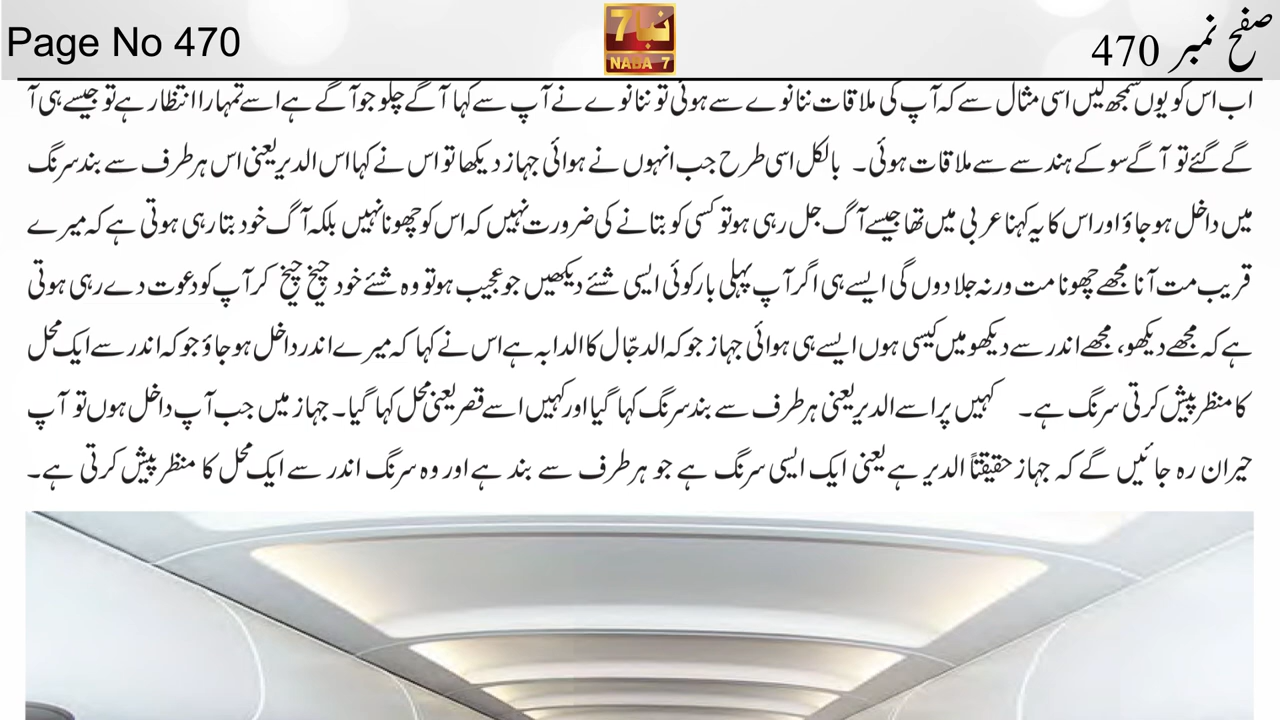 Page No 470
نبا 7
NABA 7
صفح نمبر 470
اب اس کو یوں سمجھ لیں اسی مثال سے کہ آپ کی ملاقات ننانوے سے ہوئی تو ننانوے نے آپ سے کہا آگے چلو جو آگے ہے اسے تمہارا انتظار ہے تو جیسے ہی آ
گے گئے تو آگے سو کے ہندسے سے ملاقات ہوئی۔ بالکل اسی طرح جب انہوں نے ہوائی جہاز دیکھا تو اس نے کہا اس الدیر یعنی اس ہر طرف سے بند سرنگ
میں داخل ہو جاؤ اور اس کا یہ کہنا عربی میں تھا جیسے آگ جل رہی ہو تو کسی کو بتانے کی ضرورت نہیں کہ اس کو چھونا نہیں بلکہ آگ خود بتا رہی ہوتی ہے کہ میرے
قریب مت آنا مجھے چھونا مت ورنہ جلا دوں گی ایسے ہی اگر آپ پہلی بار کوئی ایسی شئے دیکھیں جو عجیب ہو تو وہ شئے خود چیخ چیخ کر آپ کو دعوت دے رہی ہوتی
ہے کہ مجھے دیکھو، مجھے اندر سے دیکھو میں کیسی ہوں ایسے ہی ہوائی جہاز جو کہ الدجّال کا الدابہ ہے اس نے کہا کہ میرے اندر داخل ہو جاؤ جو کہ اندر سے ایک محل
کا منظر پیش کرتی سرنگ ہے۔ کہیں پر اسے الدیر یعنی ہر طرف سے بند سرنگ کہا گیا اور کہیں اسے قصر یعنی محل کہا گیا۔ جہاز میں جب آپ داخل ہوں تو آپ
حیران رہ جائیں گے کہ جہاز حقیقتاً الدیر ہے یعنی ایک ایسی سرنگ ہے جو ہر طرف سے بند ہے اور وہ سرنگ اندر سے ایک محل کا منظر پیش کرتی ہے۔